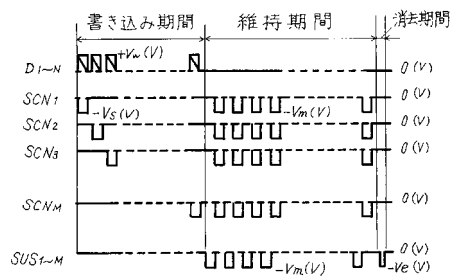 書き込み期間 維持期間 消去期間
D1~N +Vw(V) 0(V)
SCN1 -Vs(V) -Vm(V) 0(V)
SCN2 0(V)
SCN3 0(V)
SCNM 0(V)
SUS1~M -Vm(V) 0(V)
-Ve(V)